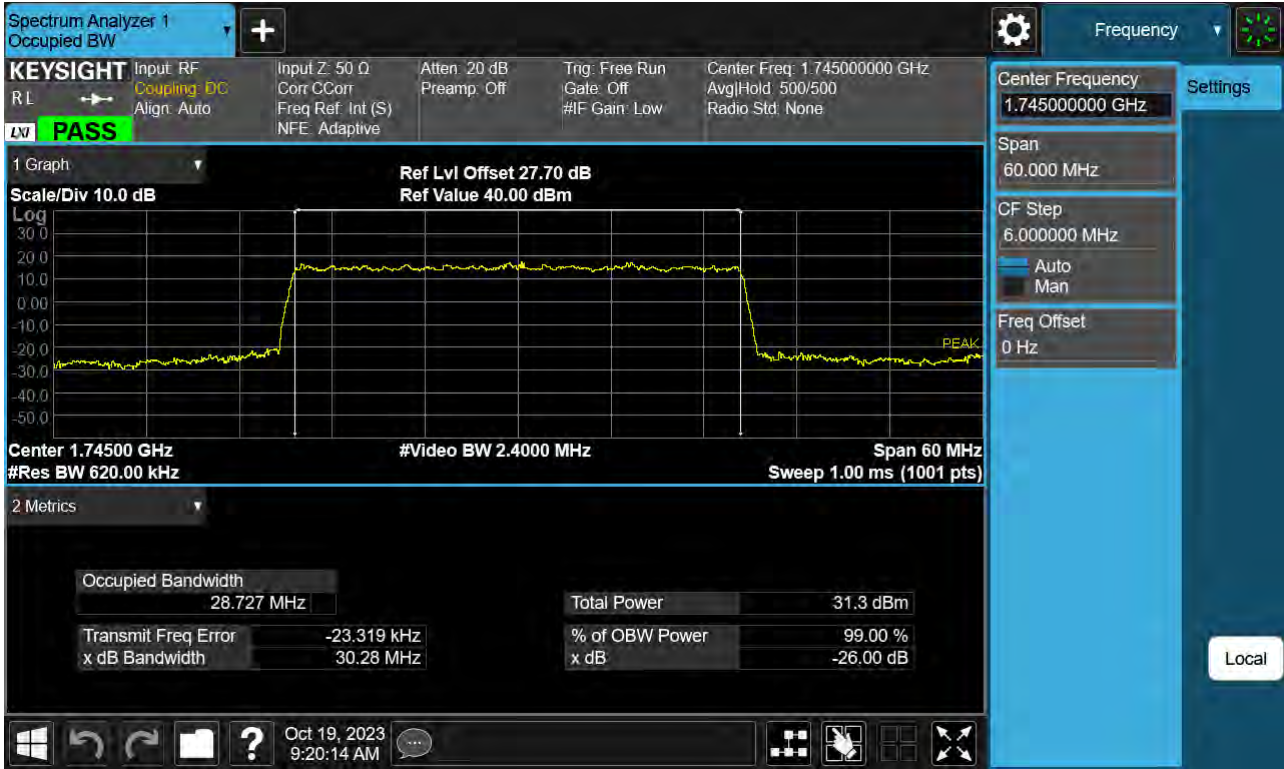 Spectrum Analyzer 1
Occupied BW
+
Frequency
KEYSIGHT
R L
LXI PASS
Input: RF
Coupling: DC
Align: Auto
Input Z: 50 Ω
Corr CCorr
Freq Ref: Int (S)
NFE: Adaptive
Atten: 20 dB
Preamp: Off
Trig: Free Run
Gate: Off
#IF Gain: Low
Center Freq: 1.745000000 GHz
Avg|Hold: 500/500
Radio Std: None
Center Frequency
1.745000000 GHz
Settings
Span
60.000 MHz
CF Step
6.000000 MHz
Auto
Man
Freq Offset
0 Hz
Local
1 Graph
Scale/Div 10.0 dB
Ref Lvl Offset 27.70 dB
Ref Value 40.00 dBm
Log
30.0
20.0
10.0
0.00
-10.0
-20.0
-30.0
-40.0
-50.0
PEAK
Center 1.74500 GHz
#Video BW 2.4000 MHz
Span 60 MHz
#Res BW 620.00 kHz
Sweep 1.00 ms (1001 pts)
2 Metrics
Occupied Bandwidth
28.727 MHz
Transmit Freq Error -23.319 kHz
x dB Bandwidth 30.28 MHz
Total Power 31.3 dBm
% of OBW Power 99.00 %
x dB -26.00 dB
?
Oct 19, 2023
9:20:14 AM